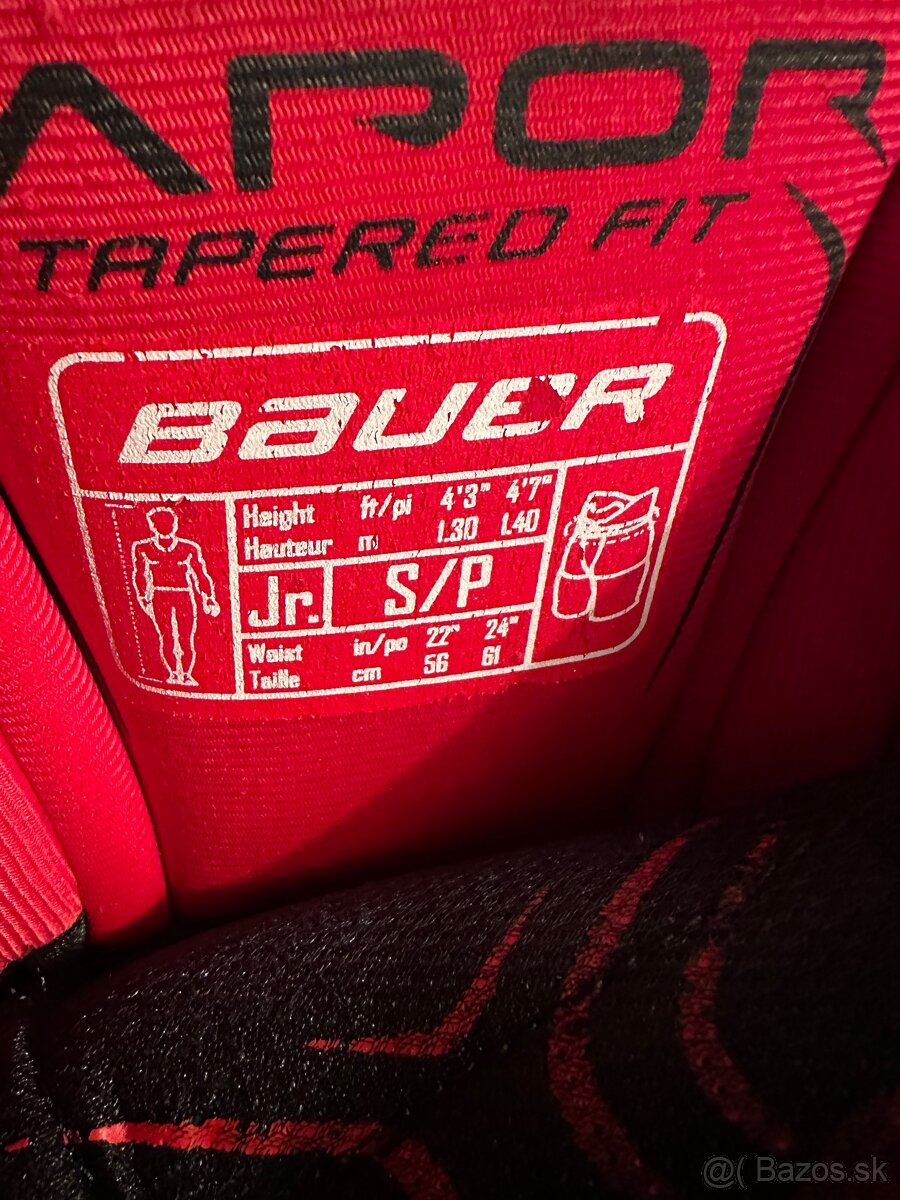 APOR
TAPERED FIT
BAUER
Height ft/pi 4'3" 4'7"
Hauteur m 1.30 1.40
Jr. S/P
Waist in/po 22" 24"
Taille cm 56 61
@( Bazos.sk